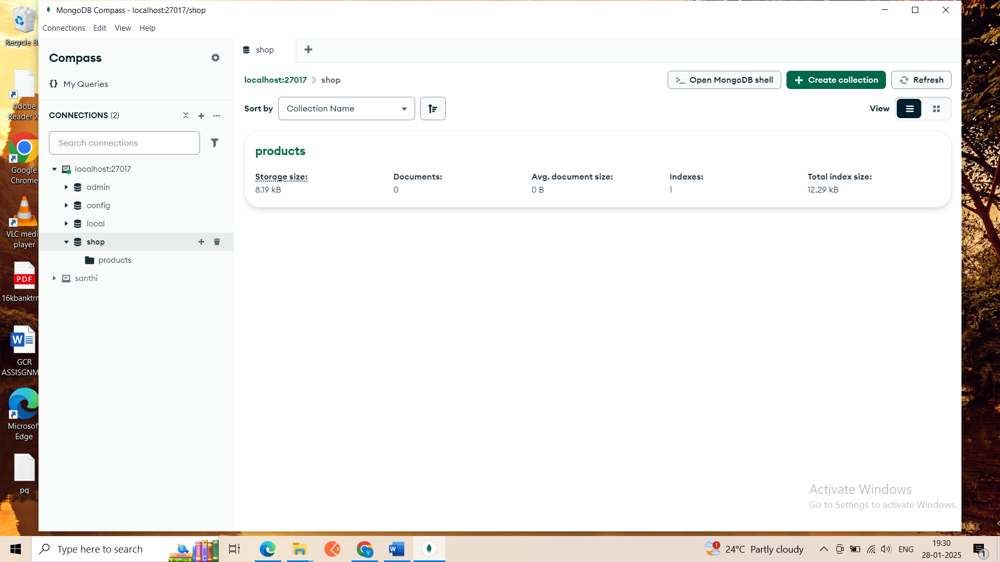 MongoDB Compass - localhost:27017/shop
Connections Edit View Help
Compass
My Queries
CONNECTIONS (2)
Search connections
localhost:27017
admin
config
local
shop
products
santhi
shop
localhost:27017 shop
Open MongoDB shell
Create collection
Refresh
Sort by Collection Name
View
products
Storage size: Documents: Avg. document size: Indexes: Total index size:
8.19 kB 0 0 B 1 12.29 kB
Activate Windows
Go to Settings to activate Windows.
Recycle B
Adobe
Reader X
Google
Chrome
VLC medi
player
PDF
16kbanktrn
W
GCR
ASSISGNM
Microsof
Edge
pq
Type here to search
V
W
1
24°C Partly cloudy
ENG
19:30
28-01-2025
1